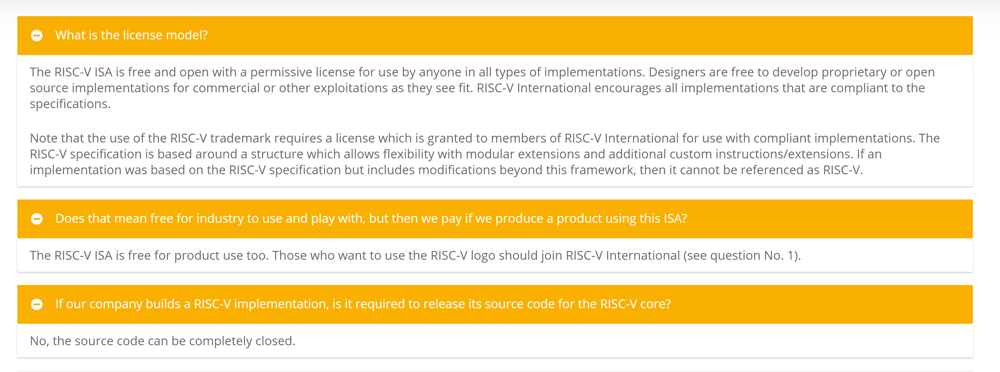 What is the license model?
The RISC-V ISA is free and open with a permissive license for use by anyone in all types of implementations. Designers are free to develop proprietary or open
source implementations for commercial or other exploitations as they see fit. RISC-V International encourages all implementations that are compliant to the
specifications.
Note that the use of the RISC-V trademark requires a license which is granted to members of RISC-V International for use with compliant implementations. The
RISC-V specification is based around a structure which allows flexibility with modular extensions and additional custom instructions/extensions. If an
implementation was based on the RISC-V specification but includes modifications beyond this framework, then it cannot be referenced as RISC-V.
Does that mean free for industry to use and play with, but then we pay if we produce a product using this ISA?
The RISC-V ISA is free for product use too. Those who want to use the RISC-V logo should join RISC-V International (see question No. 1).
If our company builds a RISC-V implementation, is it required to release its source code for the RISC-V core?
No, the source code can be completely closed.